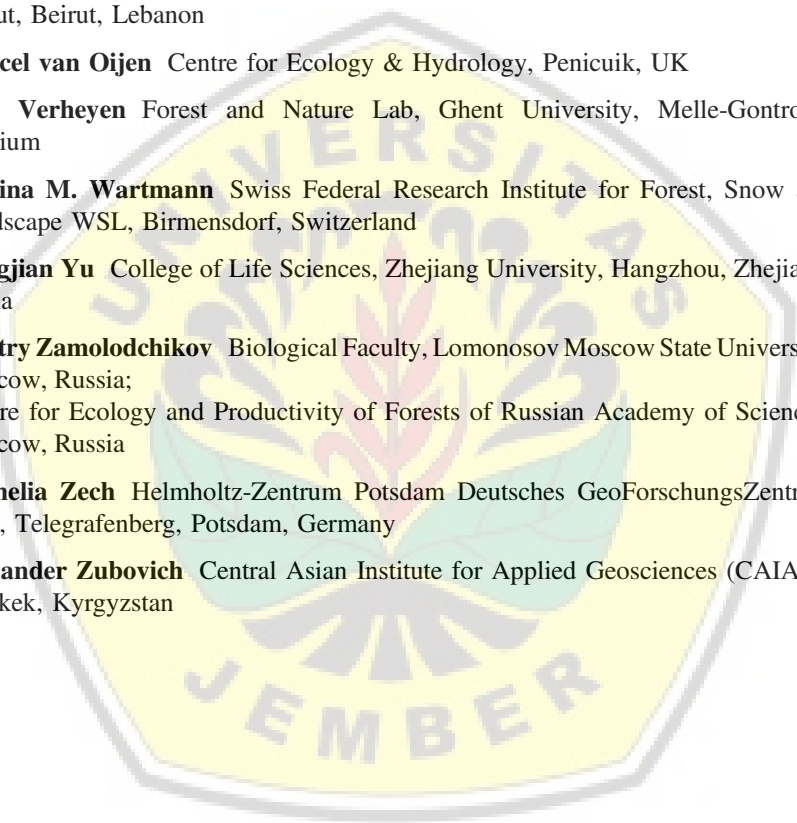 ut, Beirut, Lebanon
cel van Oijen Centre for Ecology & Hydrology, Penicuik, UK
Verheyen Forest and Nature Lab, Ghent University, Melle-Gontro
ium
ina M. Wartmann Swiss Federal Research Institute for Forest, Snow
dscape WSL, Birmensdorf, Switzerland
gjian Yu College of Life Sciences, Zhejiang University, Hangzhou, Zhejia
a
try Zamolodchikov Biological Faculty, Lomonosov Moscow State Univers
cow, Russia;
re for Ecology and Productivity of Forests of Russian Academy of Scienc
cow, Russia
elia Zech Helmholtz-Zentrum Potsdam Deutsches GeoForschungsZentr
, Telegrafenberg, Potsdam, Germany
ander Zubovich Central Asian Institute for Applied Geosciences (CAIA
kek, Kyrgyzstan
UNIVERSITAS
JEMBER